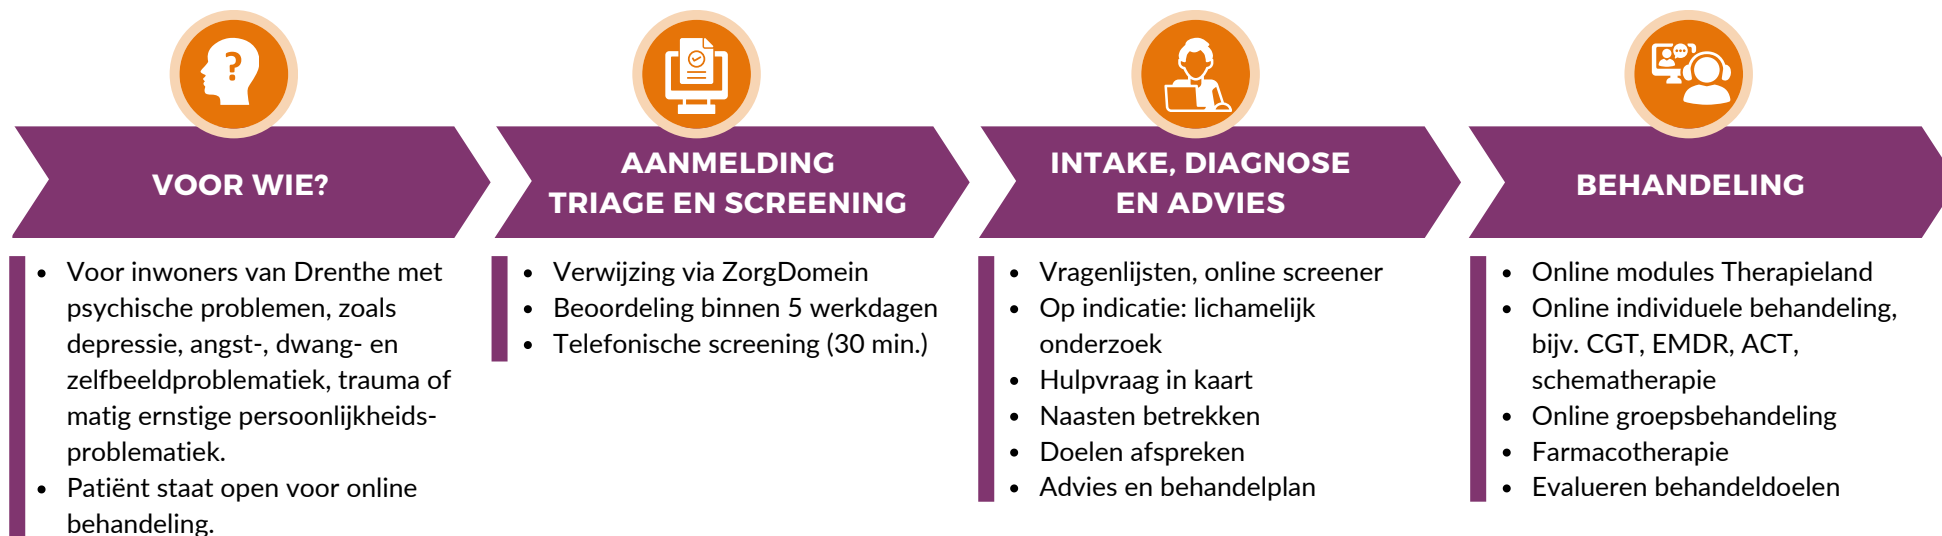 ?
VOOR WIE?
• Voor inwoners van Drenthe met
psychische problemen, zoals
depressie, angst-, dwang- en
zelfbeeldproblematiek, trauma of
matig ernstige persoonlijkheids-
problematiek.
• Patiënt staat open voor online
behandeling.
AANMELDING
TRIAGE EN SCREENING
• Verwijzing via ZorgDomein
• Beoordeling binnen 5 werkdagen
• Telefonische screening (30 min.)
INTAKE, DIAGNOSE
EN ADVIES
• Vragenlijsten, online screener
• Op indicatie: lichamelijk
onderzoek
• Hulpvraag in kaart
• Naasten betrekken
• Doelen afspreken
• Advies en behandelplan
BEHANDELING
• Online modules Therapieland
• Online individuele behandeling,
bijv. CGT, EMDR, ACT,
schematherapie
• Online groepsbehandeling
• Farmacotherapie
• Evalueren behandeldoelen